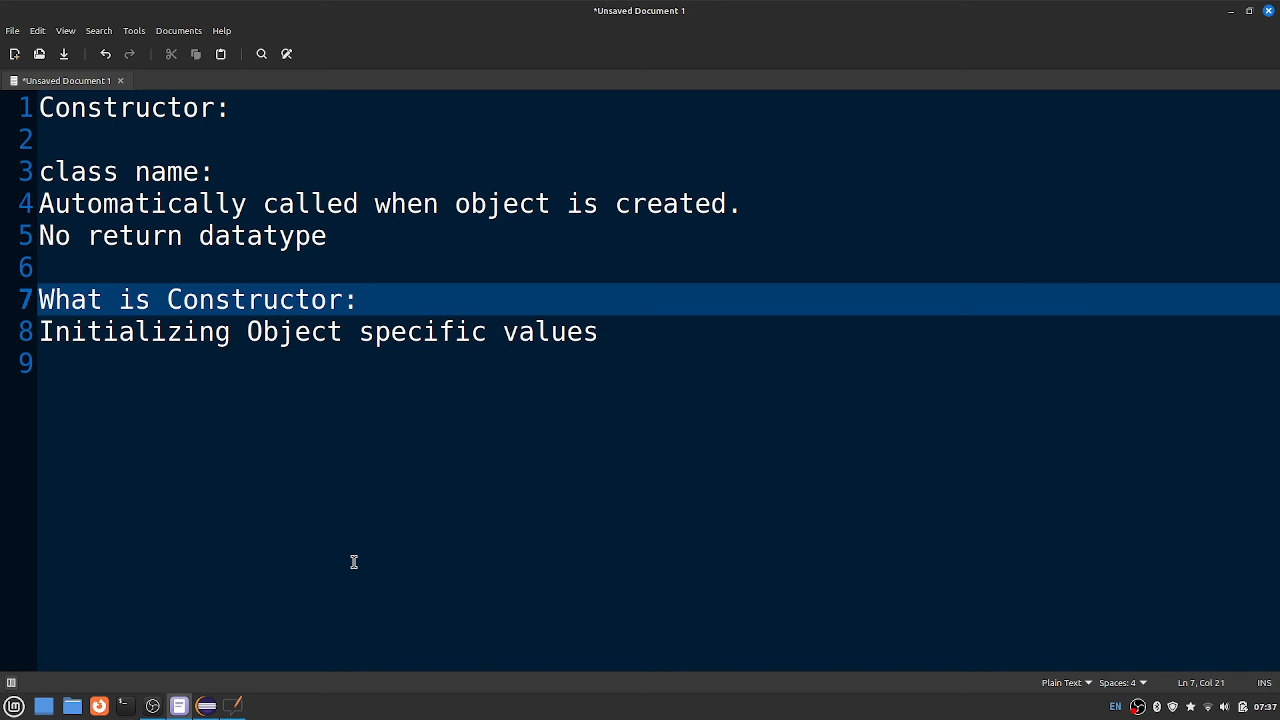 *Unsaved Document 1
File Edit View Search Tools Documents Help
*Unsaved Document 1
1 Constructor:
2
3 class name:
4 Automatically called when object is created.
5 No return datatype
6
7 What is Constructor:
8 Initializing Object specific values
9
Plain Text Spaces: 4 Ln 7, Col 21 INS
EN 07:37